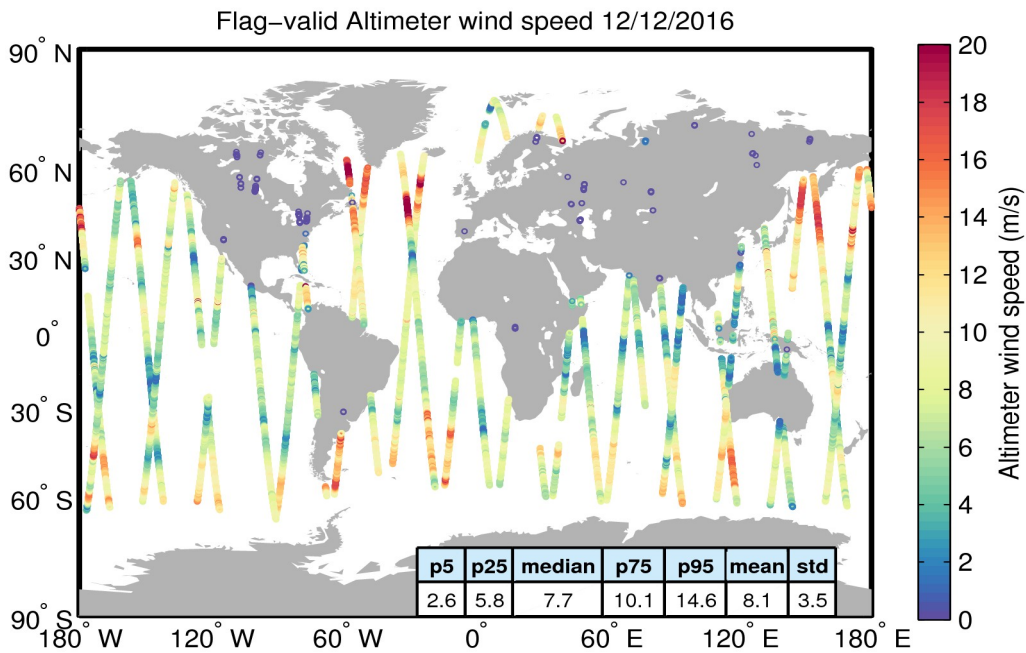 Flag−valid Altimeter wind speed 12/12/2016
90° N
60° N
30° N
0°
30° S
60° S
90° S
180° W
120° W
60° W
0°
60° E
120° E
180° E
20
18
16
14
12
10
8
6
4
2
0
Altimeter wind speed (m/s)
p5 p25 median p75 p95 mean std
2.6 5.8 7.7 10.1 14.6 8.1 3.5